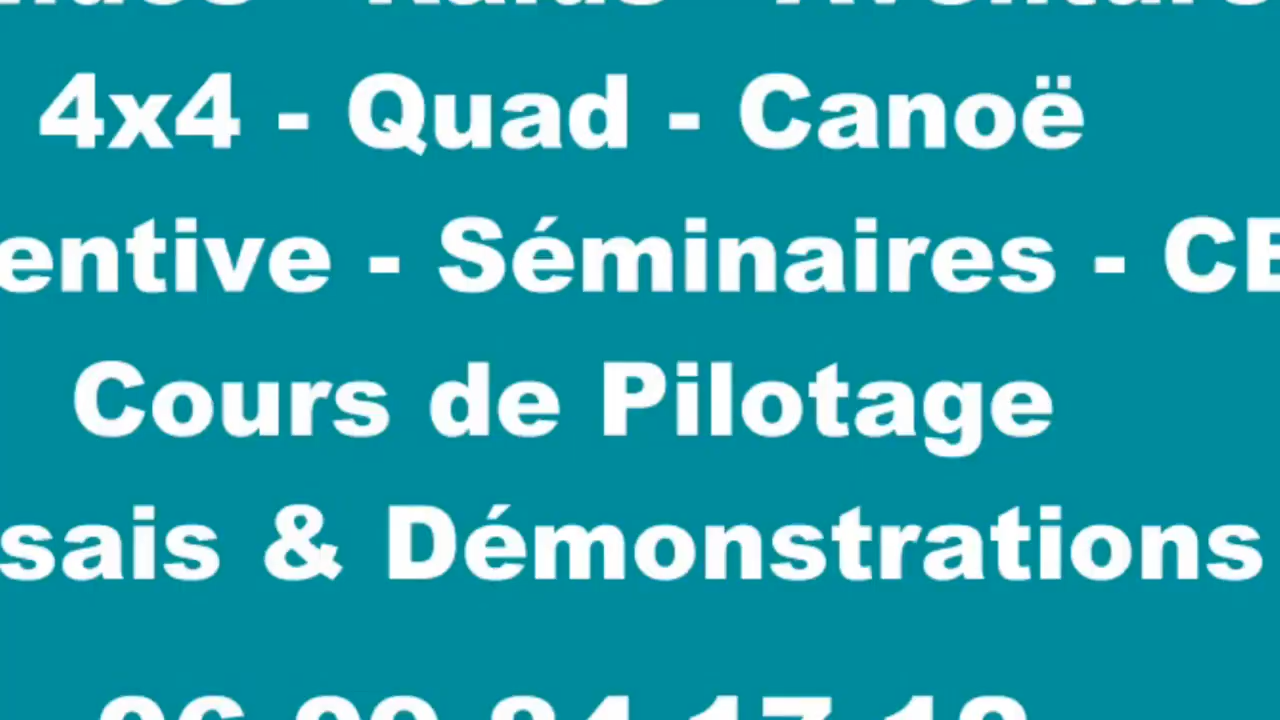 4x4 - Quad - Canoë
entive - Séminaires - CE
Cours de Pilotage
sais & Démonstrations